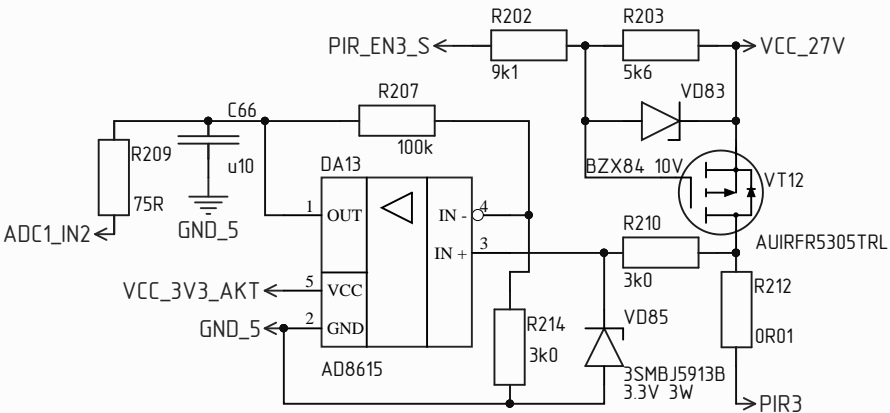 R202
R203
PIR_EN3_S
VCC_27V
9k1
5k6
R207
VD83
C66
100k
R209
u10
DA13
BZX84 10V
VT12
75R
1
OUT
IN -
4
R210
ADC1_IN2
GND_5
IN +
3
AUIRFR5305TRL
3k0
VCC_3V3_AKT
5
VCC
R212
GND_5
2
GND
R214
VD85
0R01
3k0
AD8615
3SMBJ5913B
3.3V 3W
PIR3